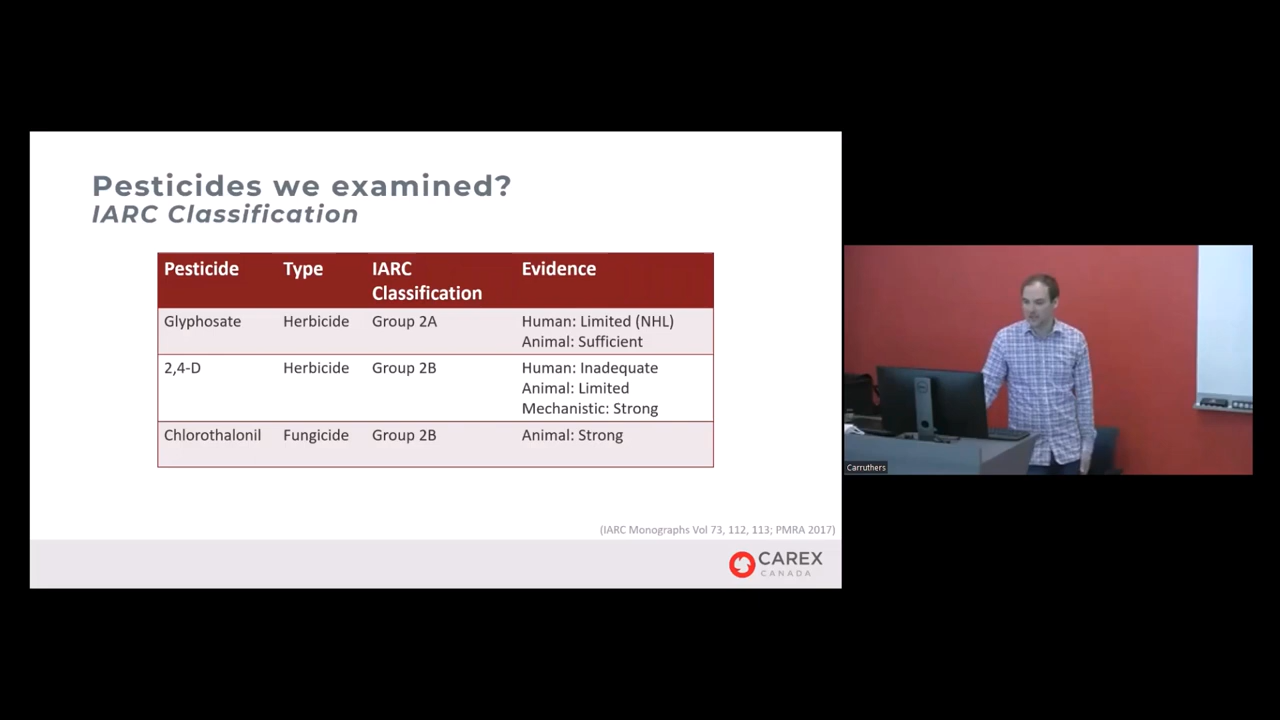 Pesticides we examined?
IARC Classification
Pesticide Type IARC Classification Evidence
Glyphosate Herbicide Group 2A Human: Limited (NHL)
Animal: Sufficient
2,4-D Herbicide Group 2B Human: Inadequate
Animal: Limited
Mechanistic: Strong
Chlorothalonil Fungicide Group 2B Animal: Strong
(IARC Monographs Vol 73, 112, 113; PMRA 2017)
CAREX
CANADA
Carruthers